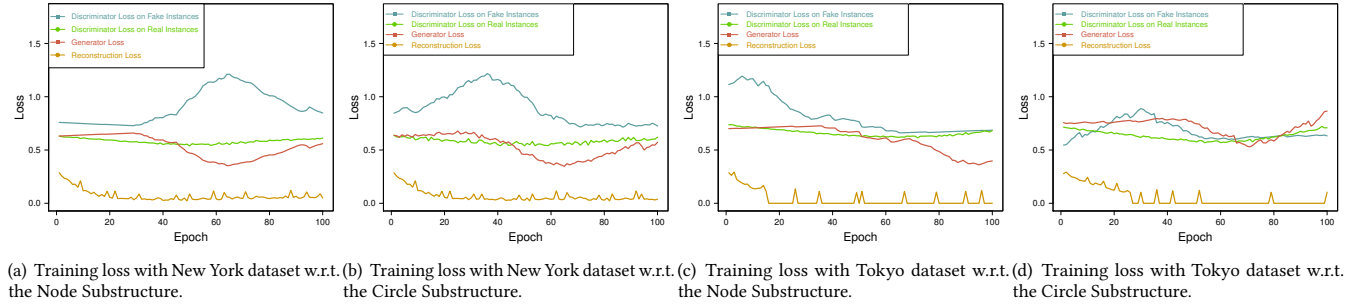 Discriminator Loss on Fake Instances
Discriminator Loss on Real Instances
Generator Loss
Reconstruction Loss
Loss
1.5
1.0
0.5
0.0
0 20 40 60 80 100
Epoch
(a) Training loss with New York dataset w.r.t.
the Node Substructure.
Discriminator Loss on Fake Instances
Discriminator Loss on Real Instances
Generator Loss
Reconstruction Loss
Loss
1.5
1.0
0.5
0.0
0 20 40 60 80 100
Epoch
(b) Training loss with New York dataset w.r.t.
the Circle Substructure.
Discriminator Loss on Fake Instances
Discriminator Loss on Real Instances
Generator Loss
Reconstruction Loss
Loss
1.5
1.0
0.5
0.0
0 20 40 60 80 100
Epoch
(c) Training loss with Tokyo dataset w.r.t.
the Node Substructure.
Discriminator Loss on Fake Instances
Discriminator Loss on Real Instances
Generator Loss
Reconstruction Loss
Loss
1.5
1.0
0.5
0.0
0 20 40 60 80 100
Epoch
(d) Training loss with Tokyo dataset w.r.t.
the Circle Substructure.